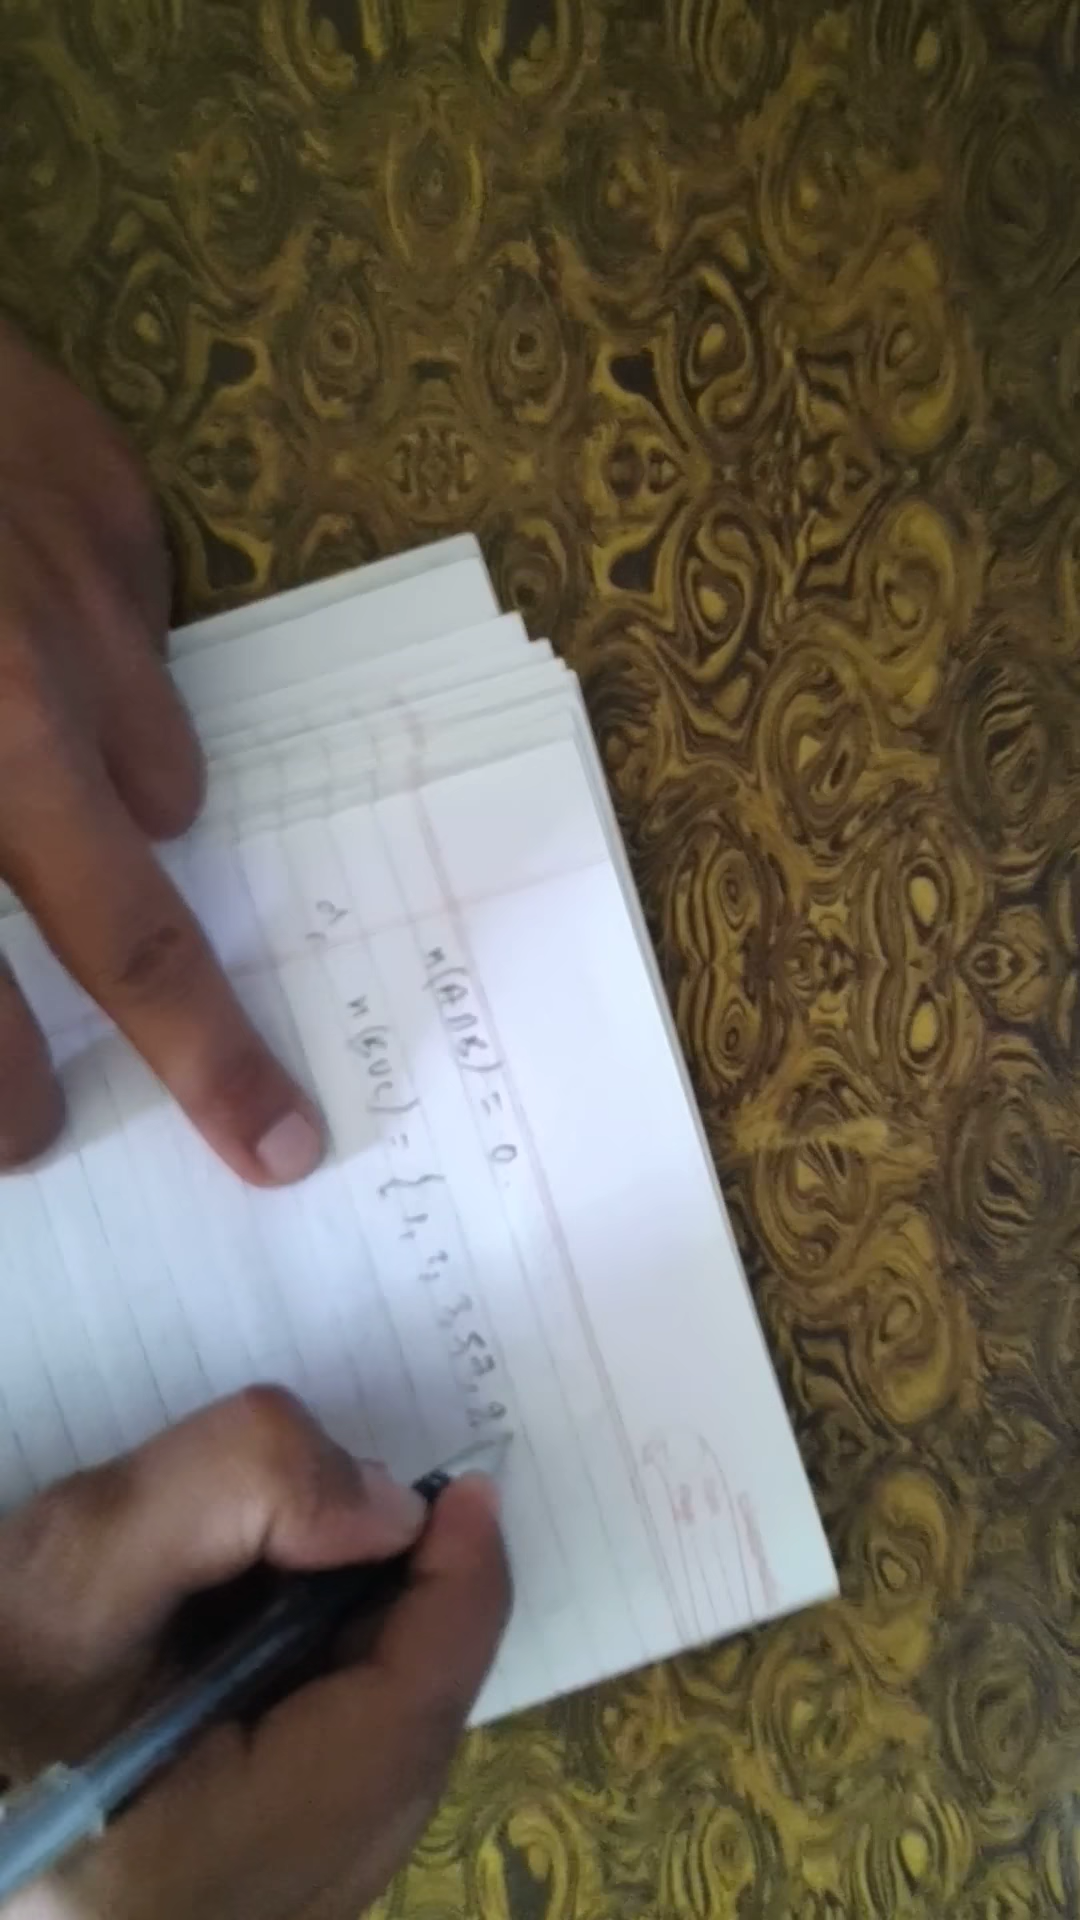 n(A∩B) = 0.
d, n(B∪C) = {1, 2, 3, 5, 7, 9